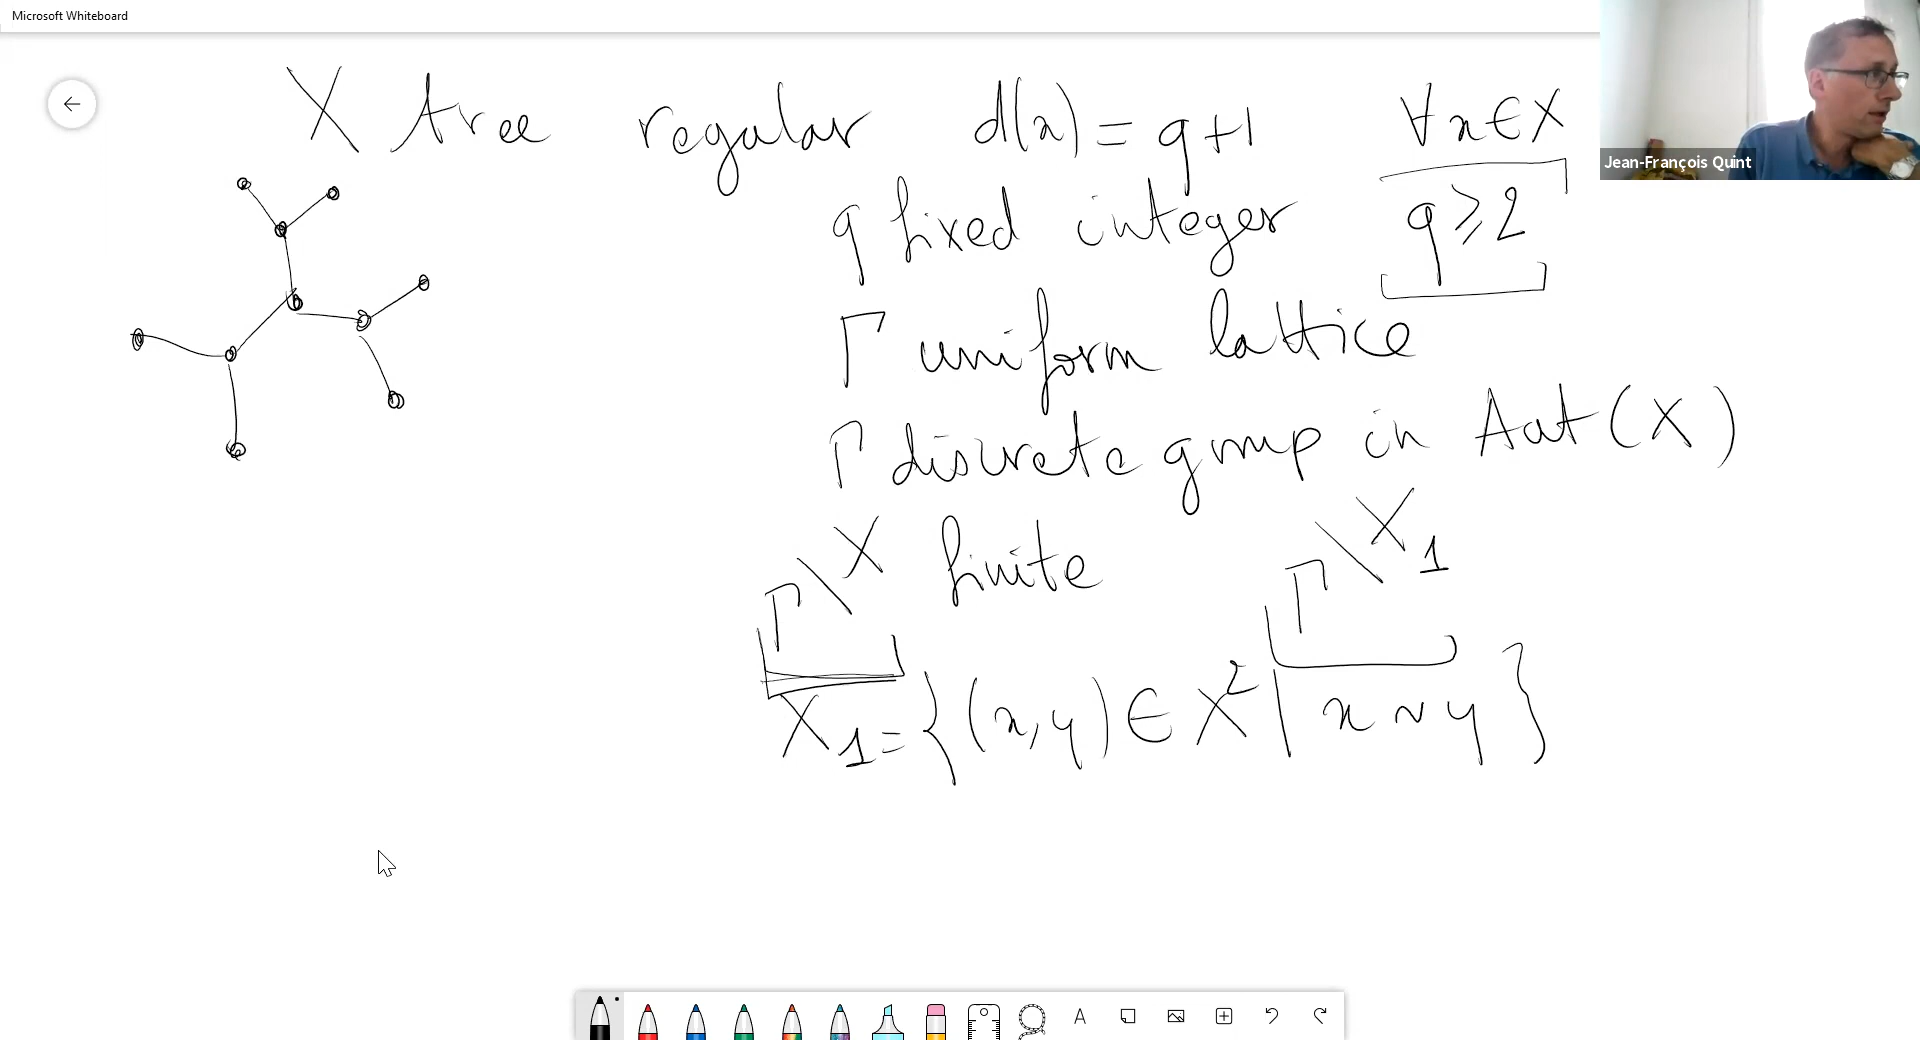 Microsoft Whiteboard
Jean-François Quint
X tree regular d(x) = q+1 ∀x∈X
q fixed integer q⩾2
Γ uniform lattice
Γ discrete group in Aut(X)
Γ\X finite Γ\X₁
X₁ = {(x,y) ∈ X² | x ~ y}
A